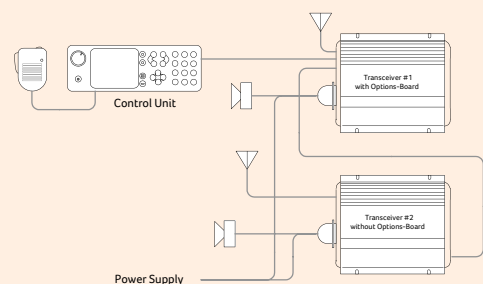 Transceiver #1
with Options-Board
Control Unit
Transceiver #2
without Options-Board
Power Supply